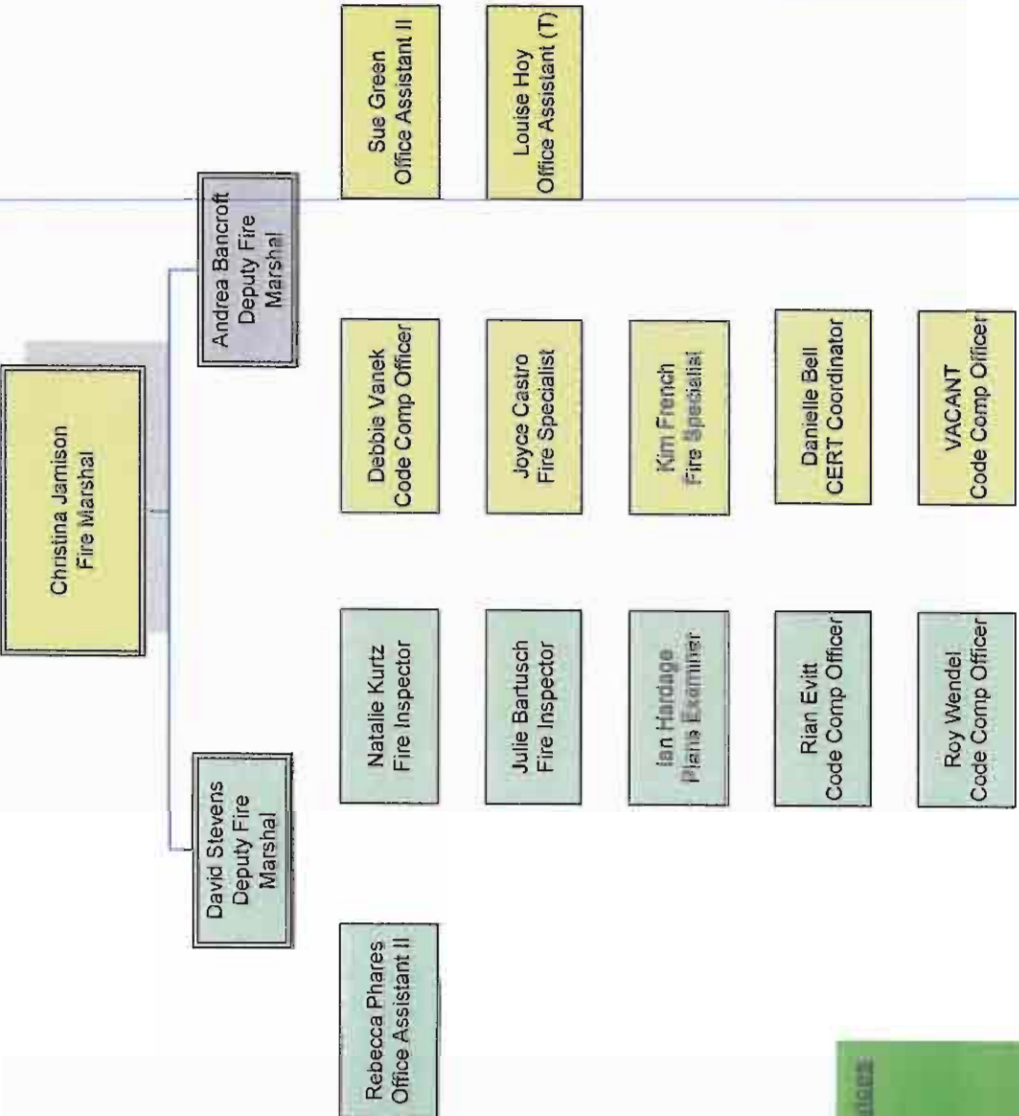 Christina Jamison
Fire Marshal
David Stevens
Deputy Fire
Marshal
Andrea Bancroft
Deputy Fire
Marshal
Rebecca Phares
Office Assistant II
Natalie Kurtz
Fire Inspector
Debbie Vanek
Code Comp Officer
Sue Green
Office Assistant II
Julie Bartusch
Fire Inspector
Joyce Castro
Fire Specialist
Louise Hoy
Office Assistant (T)
Ian Hardage
Plans Examiner
Kim French
Fire Specialist
Rian Evitt
Code Comp Officer
Danielle Bell
CERT Coordinator
Roy Wendel
Code Comp Officer
VACANT
Code Comp Officer